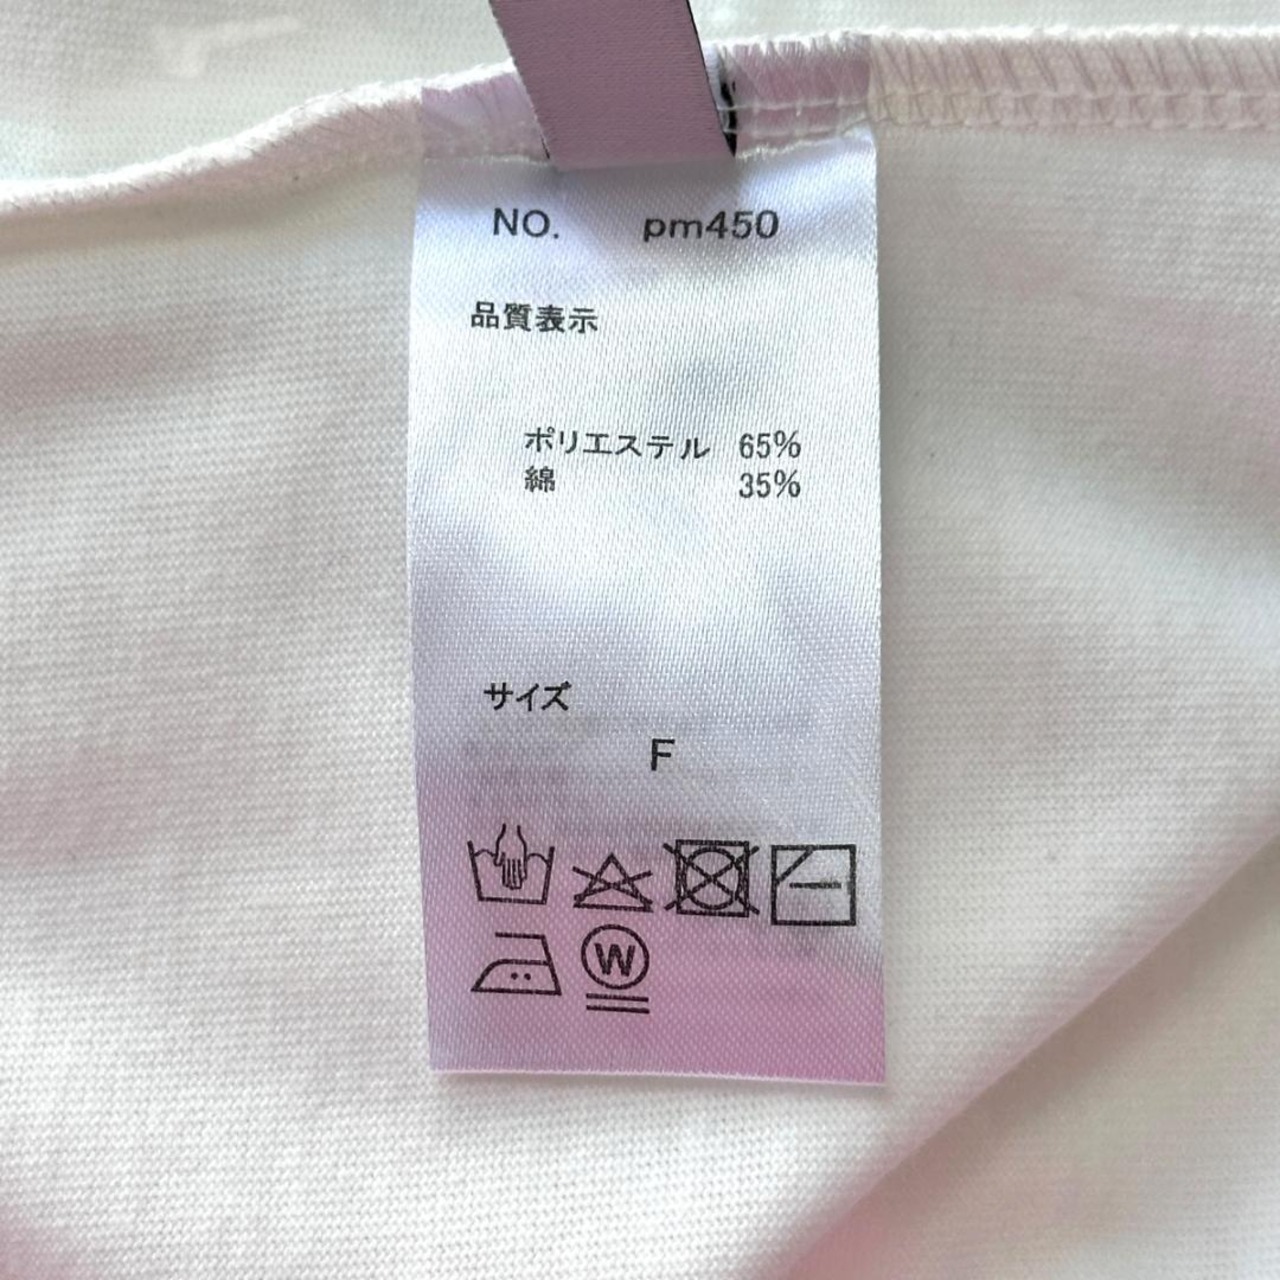 NO. pm450
品質表示
ポリエステル 65%
綿 35%
サイズ
F
W